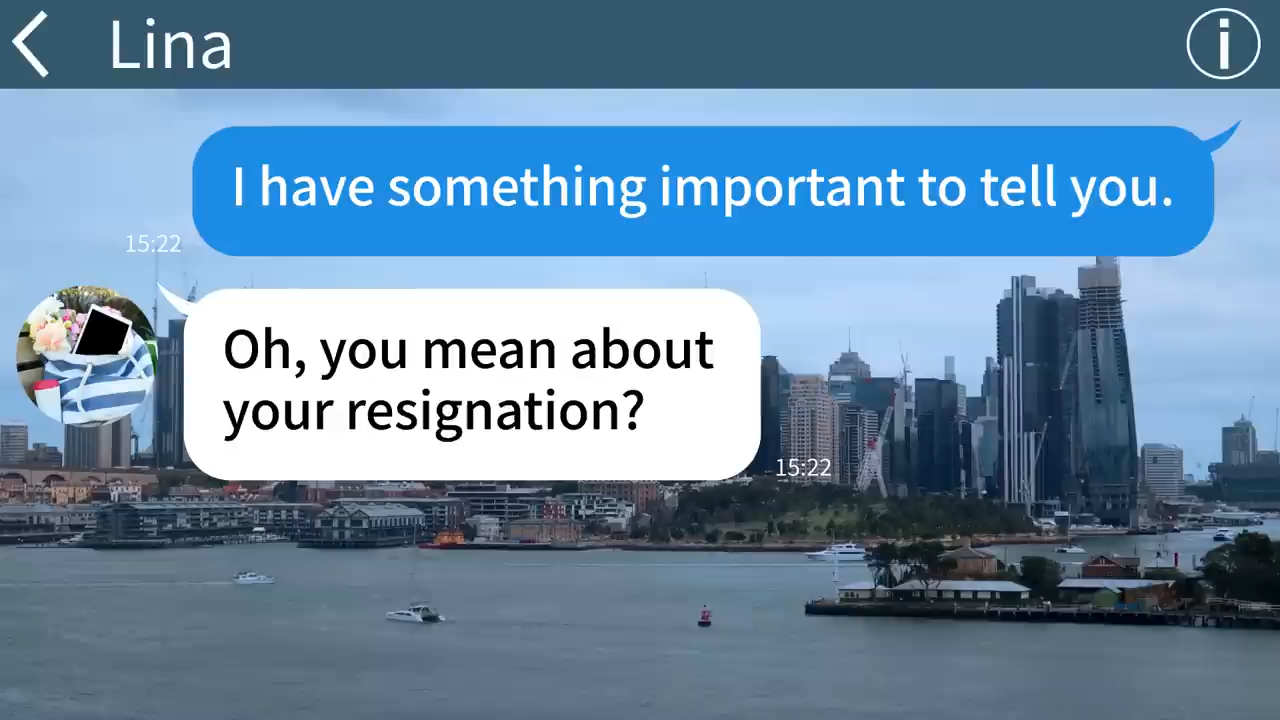 Lina
I have something important to tell you.
15:22
Oh, you mean about
your resignation?
15:22